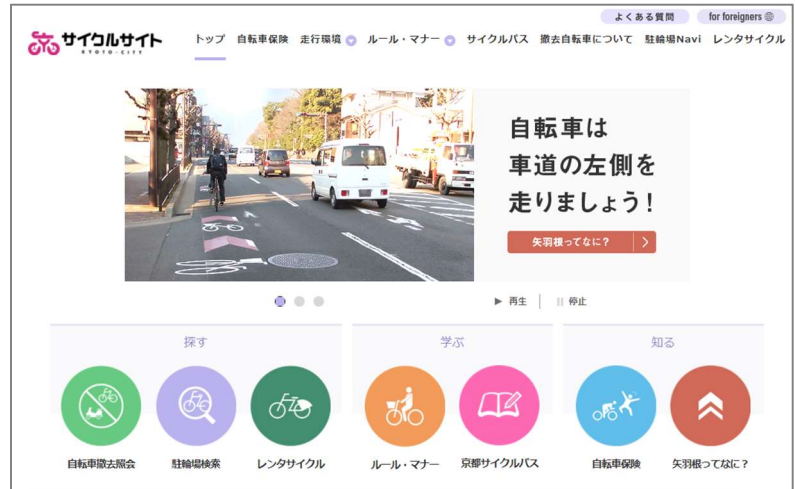 よくある質問
for foreigners
サイクルサイト
KYOTO-CITY
トップ 自転車保険 走行環境 ルール・マナー サイクルパス 撤去自転車について 駐輪場Navi レンタサイクル
自転車は
車道の左側を
走りましょう!
矢羽根ってなに?
再生 停止
探す 学ぶ 知る
自転車撤去照会 駐輪場検索 レンタサイクル ルール・マナー 京都サイクルパス 自転車保険 矢羽根ってなに?